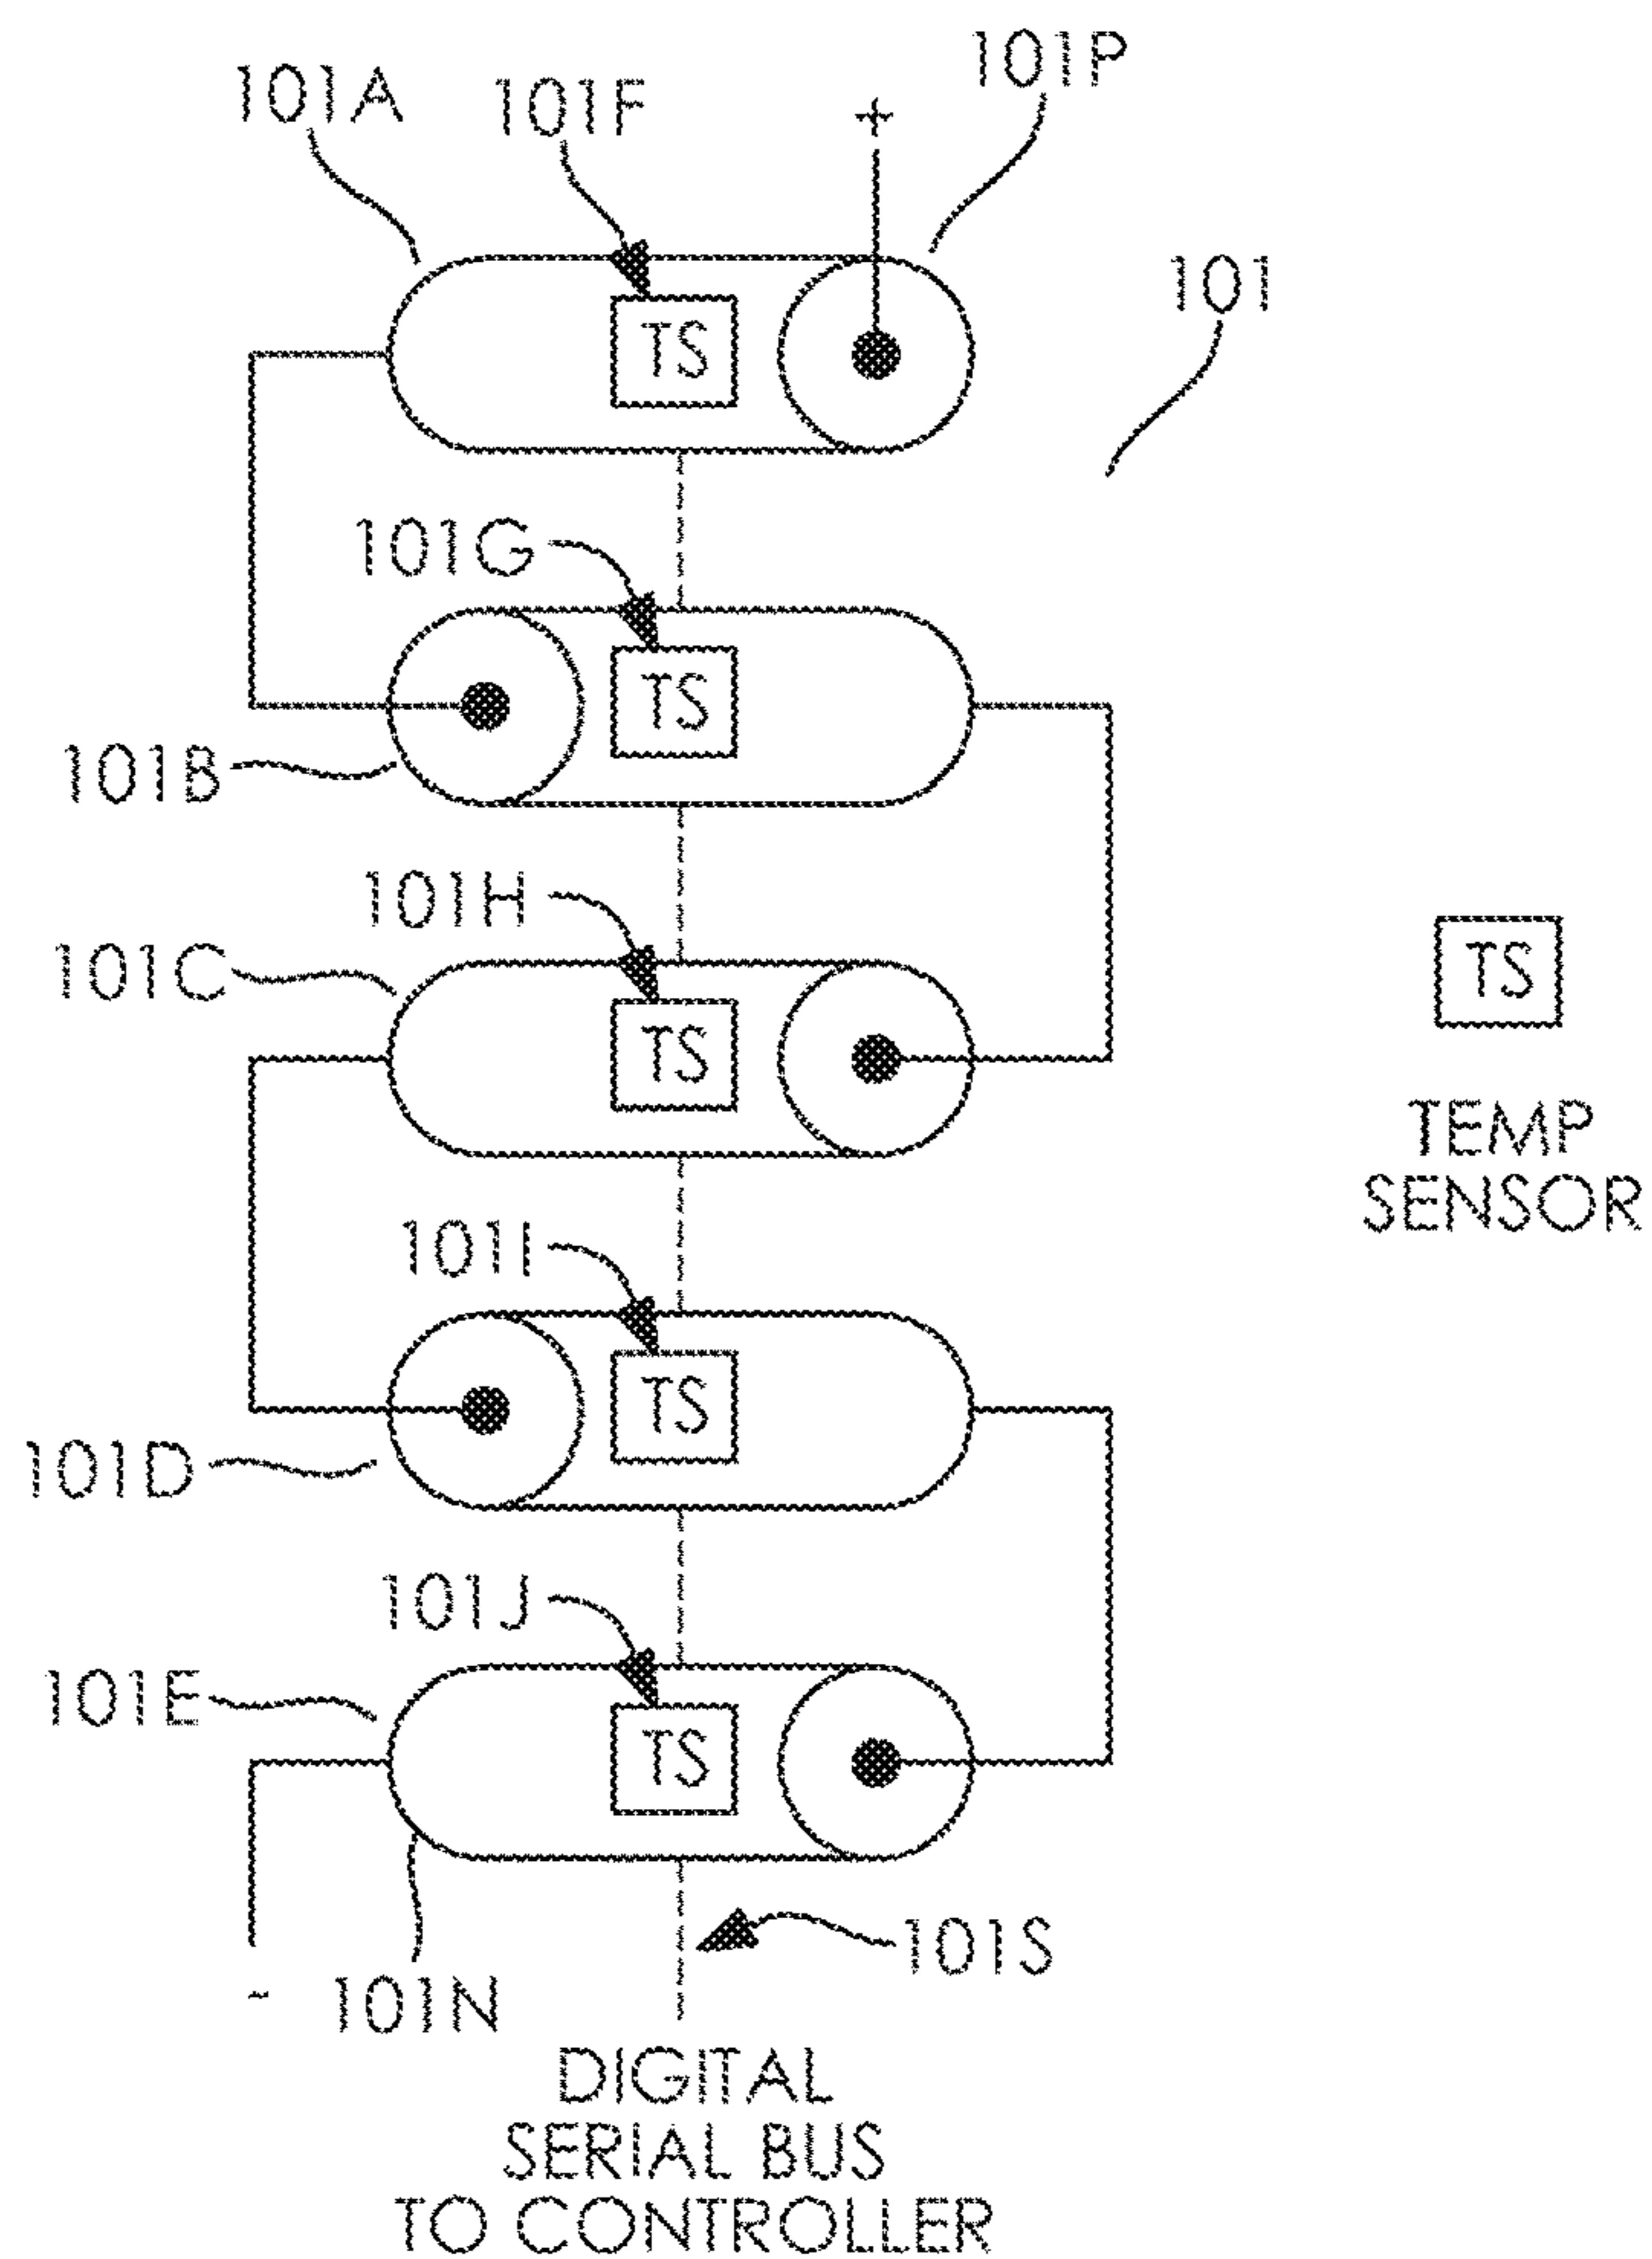 101P
101A
101F
+
101
TS
101G
TS
101B
101H
101C
TS
TS
TEMP
SENSOR
101I
TS
101D
101J
101E
TS
101S
-
101N
DIGITAL
SERIAL BUS
TO CONTROLLER